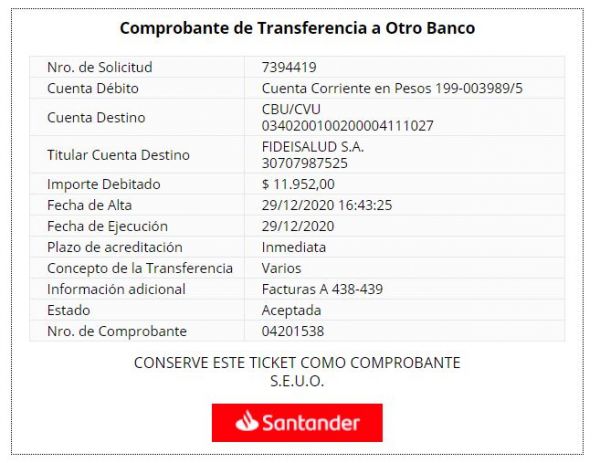 Comprobante de Transferencia a Otro Banco
Nro. de Solicitud 7394419
Cuenta Débito Cuenta Corriente en Pesos 199-003989/5
Cuenta Destino CBU/CVU
0340200100200004111027
Titular Cuenta Destino FIDEISALUD S.A.
30707987525
Importe Debitado $ 11.952,00
Fecha de Alta 29/12/2020 16:43:25
Fecha de Ejecución 29/12/2020
Plazo de acreditación Inmediata
Concepto de la Transferencia Varios
Información adicional Facturas A 438-439
Estado Aceptada
Nro. de Comprobante 04201538
CONSERVE ESTE TICKET COMO COMPROBANTE
S.E.U.O.
Santander